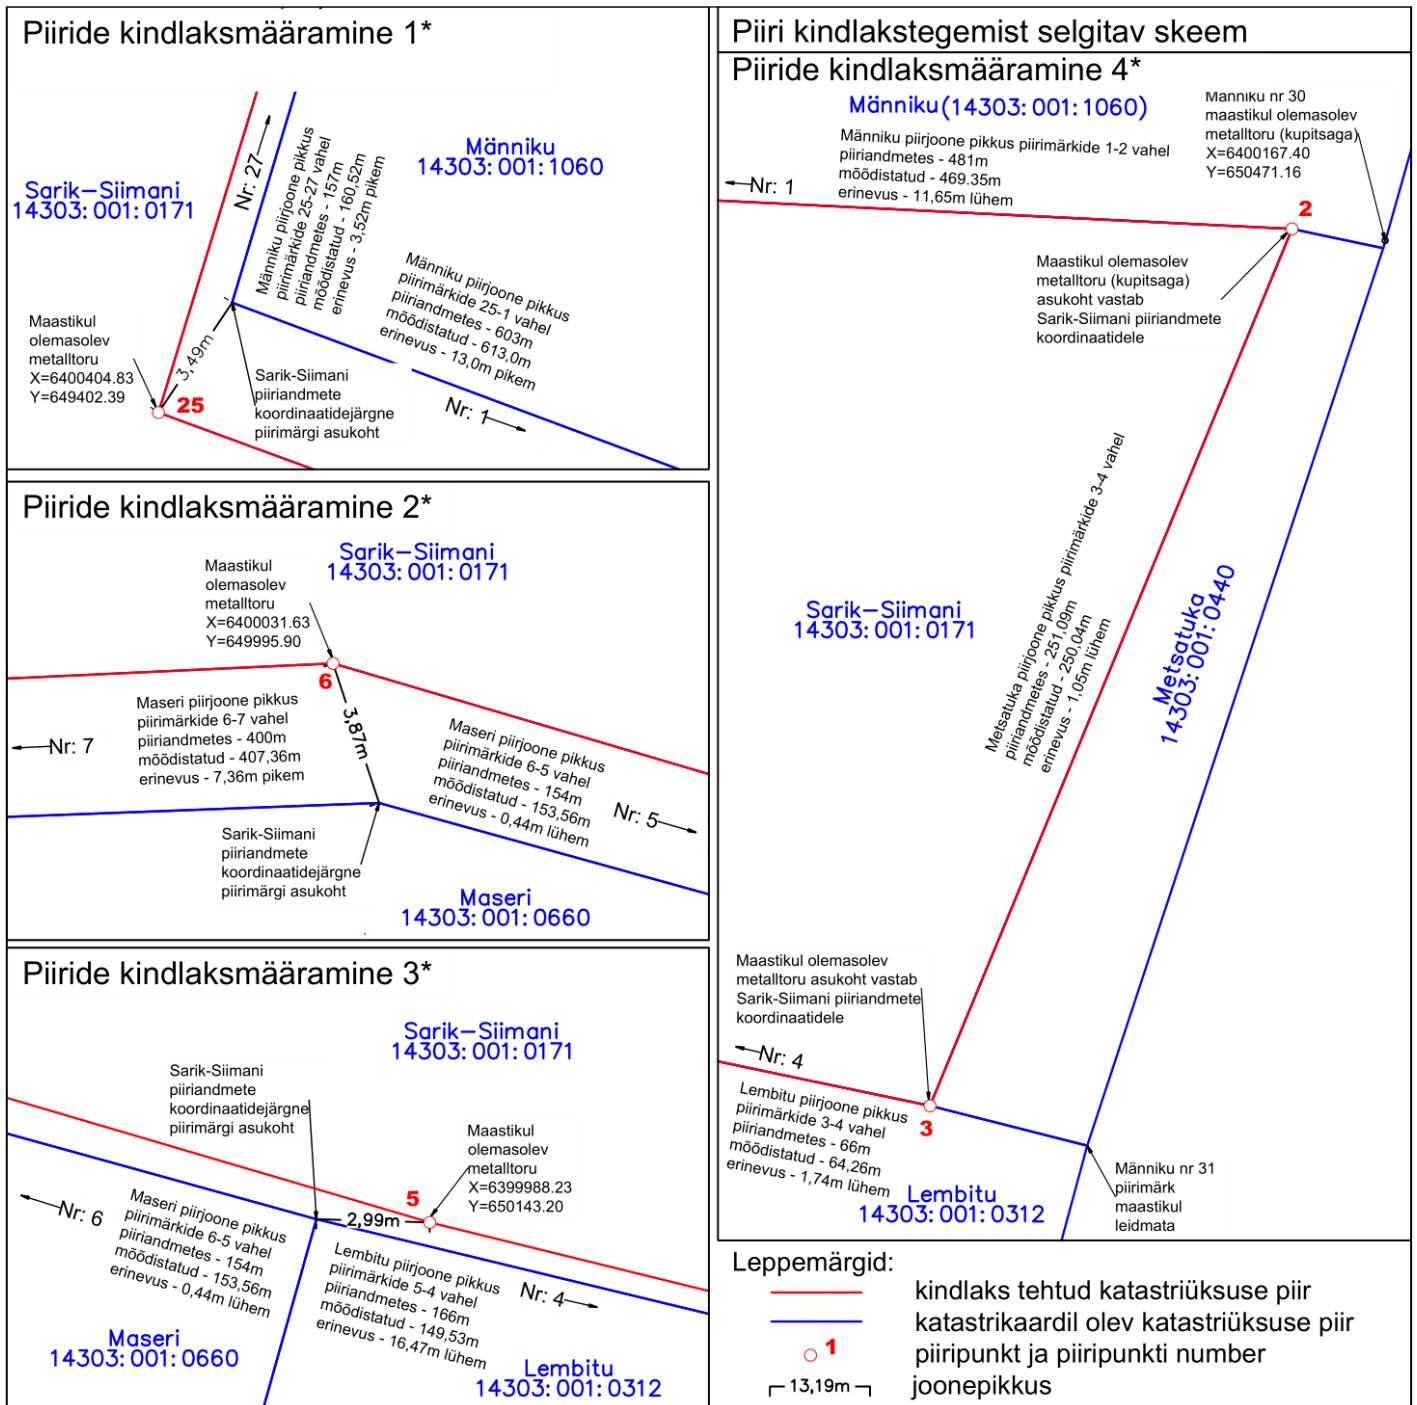 Piiride kindlaksmääramine 1*
Sarik-Siimani
14303:001:0171
Nr: 27
Männiku piirjoone pikkus
piirimärkide 25-27 vahel
piiriandmetes - 157m
mõõdistatud - 160,52m
erinevus - 3,52m pikem
Männiku
14303:001:1060
Männiku piirjoone pikkus
piirimärkide 25-1 vahel
piiriandmetes - 603m
mõõdistatud - 613,0m
erinevus - 13,0m pikem
Maastikul
olemasolev
metalltoru
X=6400404.83
Y=649402.39
3,49m
25
Sarik-Siimani
piiriandmete
koordinaatidejärgne
piirimärgi asukoht
Nr: 1
Piiride kindlaksmääramine 2*
Maastikul
olemasolev
metalltoru
X=6400031.63
Y=649995.90
Sarik-Siimani
14303:001:0171
6
Nr: 7
Maseri piirjoone pikkus
piirimärkide 6-7 vahel
piiriandmetes - 400m
mõõdistatud - 407,36m
erinevus - 7,36m pikem
3,87m
Maseri piirjoone pikkus
piirimärkide 6-5 vahel
piiriandmetes - 154m
mõõdistatud - 153,56m
erinevus - 0,44m lühem
Nr: 5
Sarik-Siimani
piiriandmete
koordinaatidejärgne
piirimärgi asukoht
Maseri
14303:001:0660
Piiride kindlaksmääramine 3*
Sarik-Siimani
14303:001:0171
Sarik-Siimani
piiriandmete
koordinaatidejärgne
piirimärgi asukoht
Maastikul
olemasolev
metalltoru
X=6399988.23
Y=650143.20
5
2,99m
Nr: 6
Maseri piirjoone pikkus
piirimärkide 6-5 vahel
piiriandmetes - 154m
mõõdistatud - 153,56m
erinevus - 0,44m lühem
Lembitu piirjoone pikkus
piirimärkide 5-4 vahel
piiriandmetes - 166m
mõõdistatud - 149,53m
erinevus - 16,47m lühem
Nr: 4
Maseri
14303:001:0660
Lembitu
14303:001:0312
Piiri kindlakstegemist selgitav skeem
Piiride kindlaksmääramine 4*
Männiku(14303:001:1060)
Männiku nr 30
maastikul olemasolev
metalltoru (kupitsaga)
X=6400167.40
Y=650471.16
Männiku piirjoone pikkus piirimärkide 1-2 vahel
piiriandmetes - 481m
mõõdistatud - 469.35m
erinevus - 11,65m lühem
Nr: 1
2
Maastikul olemasolev
metalltoru (kupitsaga)
asukoht vastab
Sarik-Siimani piiriandmete
koordinaatidele
Sarik-Siimani
14303:001:0171
Metsatuka piirjoone pikkus piirimärkide 3-4 vahel
piiriandmetes - 251,09m
mõõdistatud - 250,04m
erinevus - 1,05m lühem
Metsatuka
14303:001:0440
Maastikul olemasolev
metalltoru asukoht vastab
Sarik-Siimani piiriandmete
koordinaatidele
Nr: 4
3
Lembitu piirjoone pikkus
piirimärkide 3-4 vahel
piiriandmetes - 66m
mõõdistatud - 64,26m
erinevus - 1,74m lühem
Lembitu
14303:001:0312
Männiku nr 31
piirimärk
maastikul
leidmata
Leppemärgid:
kindlaks tehtud katastriüksuse piir
katastrikaardil olev katastriüksuse piir
1 piiripunkt ja piiripunkti number
13,19m joonepikkus